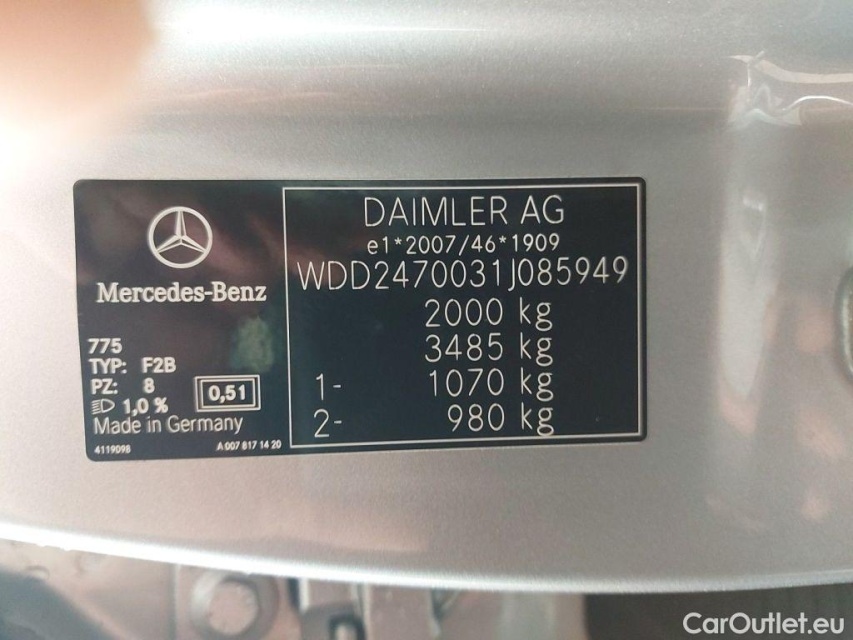 Mercedes-Benz
775
TYP: F2B
PZ: 8
1,0 %
0,51
Made in Germany
4119098
A 007 817 14 20
DAIMLER AG
e1*2007/46*1909
WDD2470031J085949
2000 kg
3485 kg
1- 1070 kg
2- 980 kg
CarOutlet.eu